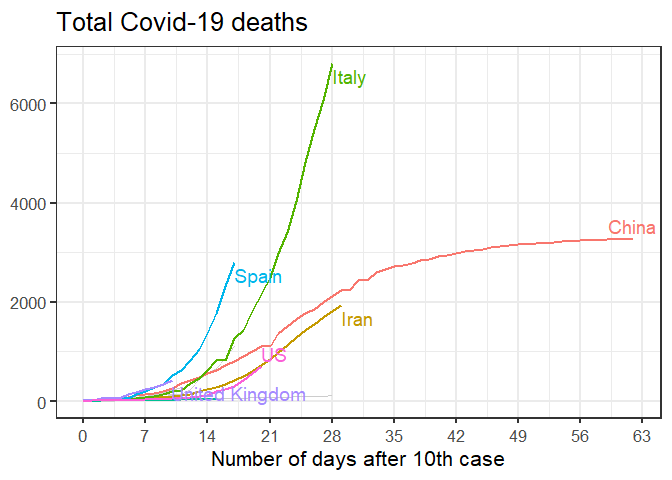 Total Covid-19 deaths
Italy
6000
4000
China
Spain
2000
Iran
US
United Kingdom
0
0 7 14 21 28 35 42 49 56 63
Number of days after 10th case